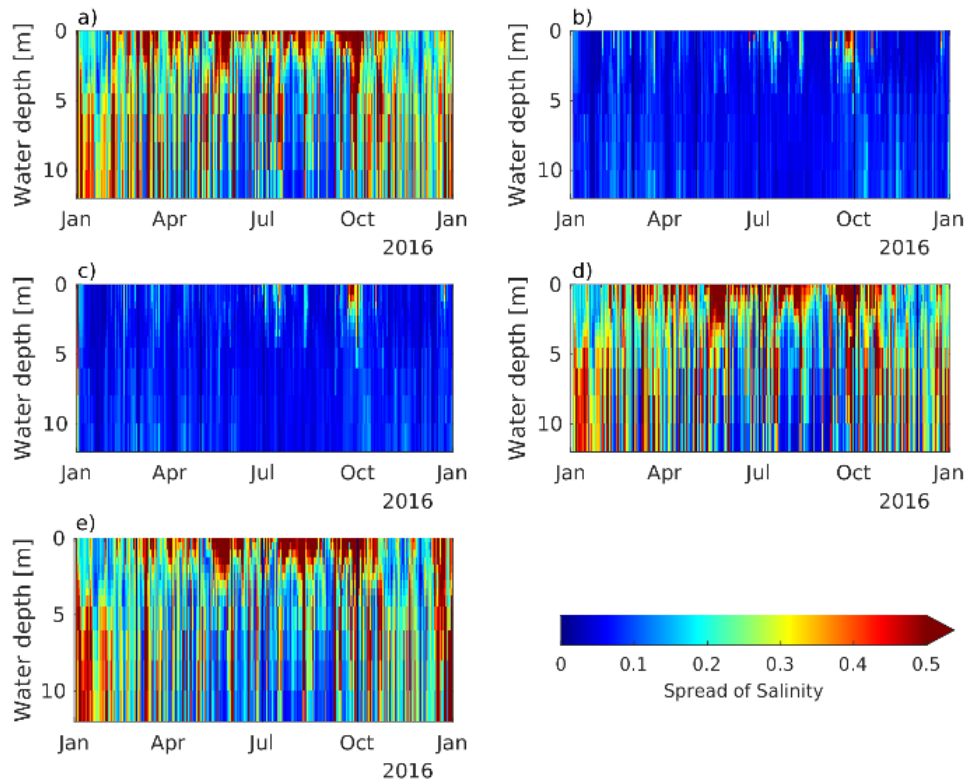 a)
Water depth [m]
0
5
10
Jan Apr Jul Oct Jan
2016
b)
Water depth [m]
0
5
10
Jan Apr Jul Oct Jan
2016
c)
Water depth [m]
0
5
10
Jan Apr Jul Oct Jan
2016
d)
Water depth [m]
0
5
10
Jan Apr Jul Oct Jan
2016
e)
Water depth [m]
0
5
10
Jan Apr Jul Oct Jan
2016
0 0.1 0.2 0.3 0.4 0.5
Spread of Salinity